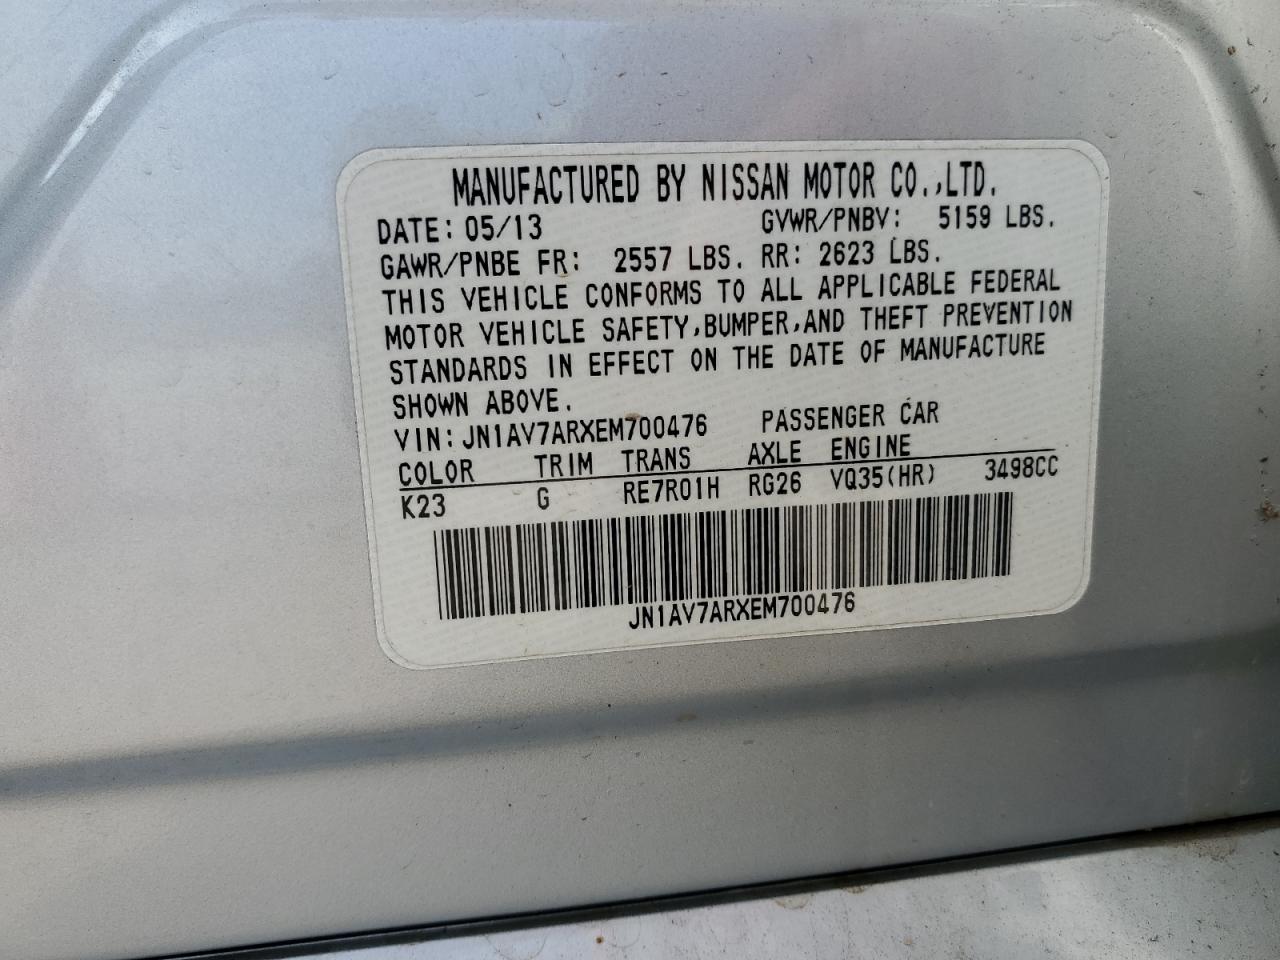 MANUFACTURED BY NISSAN MOTOR CO.,LTD.
DATE: 05/13 GVWR/PNBV: 5159 LBS.
GAWR/PNBE FR: 2557 LBS. RR: 2623 LBS.
THIS VEHICLE CONFORMS TO ALL APPLICABLE FEDERAL
MOTOR VEHICLE SAFETY,BUMPER,AND THEFT PREVENTION
STANDARDS IN EFFECT ON THE DATE OF MANUFACTURE
SHOWN ABOVE.
VIN: JN1AV7ARXEM700476 PASSENGER CAR
COLOR TRIM TRANS AXLE ENGINE
K23 G RE7R01H RG26 VQ35(HR) 3498CC
JN1AV7ARXEM700476